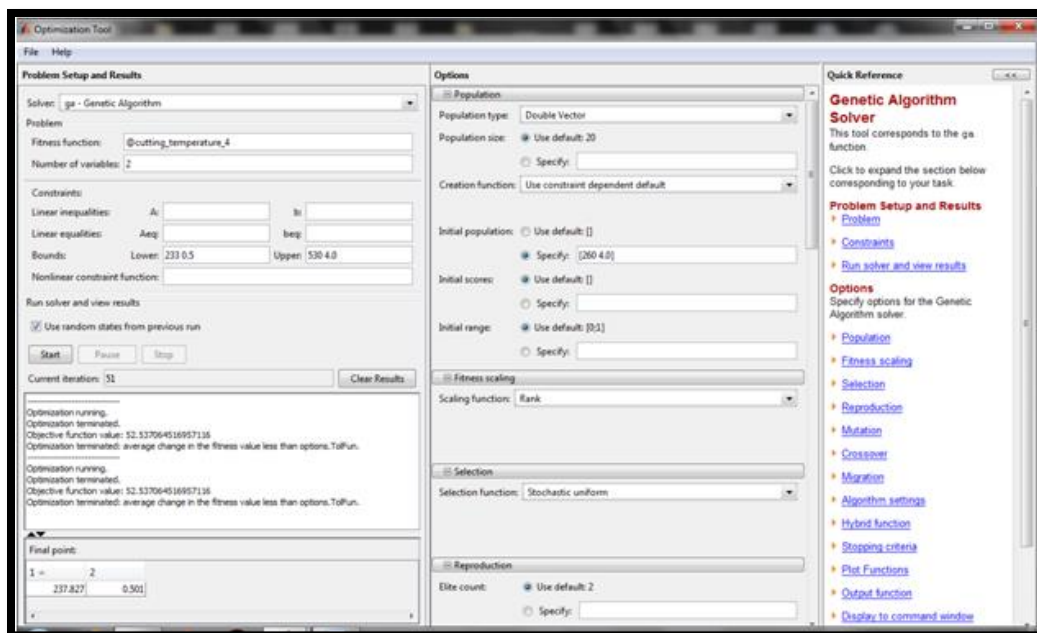 Optimization Tool
File Help
Problem Setup and Results
Solver: ga - Genetic Algorithm
Problem
Fitness function: @cutting_temperature_4
Number of variables: 2
Constraints:
Linear inequalities: A: b:
Linear equalities: Aeq: beq:
Bounds: Lower: 233 0.5 Upper: 530 4.0
Nonlinear constraint function:
Run solver and view results
Use random states from previous run
Start Pause Stop
Current iteration: 51 Clear Results
Optimization running.
Optimization terminated.
Objective function value: 52.537064516957116
Optimization terminated: average change in the fitness value less than options.TolFun.
Optimization running.
Optimization terminated.
Objective function value: 52.537064516957116
Optimization terminated: average change in the fitness value less than options.TolFun.
Final point:
1 2
237.827 0.501
Options
Population
Population type: Double Vector
Population size: Use default: 20
Specify:
Creation function: Use constraint dependent default
Initial population: Use default: []
Specify: [260 4.0]
Initial scores: Use default: []
Specify:
Initial range: Use default: [0;1]
Specify:
Fitness scaling
Scaling function: Rank
Selection
Selection function: Stochastic uniform
Reproduction
Elite count: Use default: 2
Specify:
Quick Reference <<
Genetic Algorithm
Solver
This tool corresponds to the ga
function.
Click to expand the section below
corresponding to your task.
Problem Setup and Results
Problem
Constraints
Run solver and view results
Options
Specify options for the Genetic
Algorithm solver.
Population
Fitness scaling
Selection
Reproduction
Mutation
Crossover
Migration
Algorithm settings
Hybrid function
Stopping criteria
Plot Functions
Output function
Display to command window